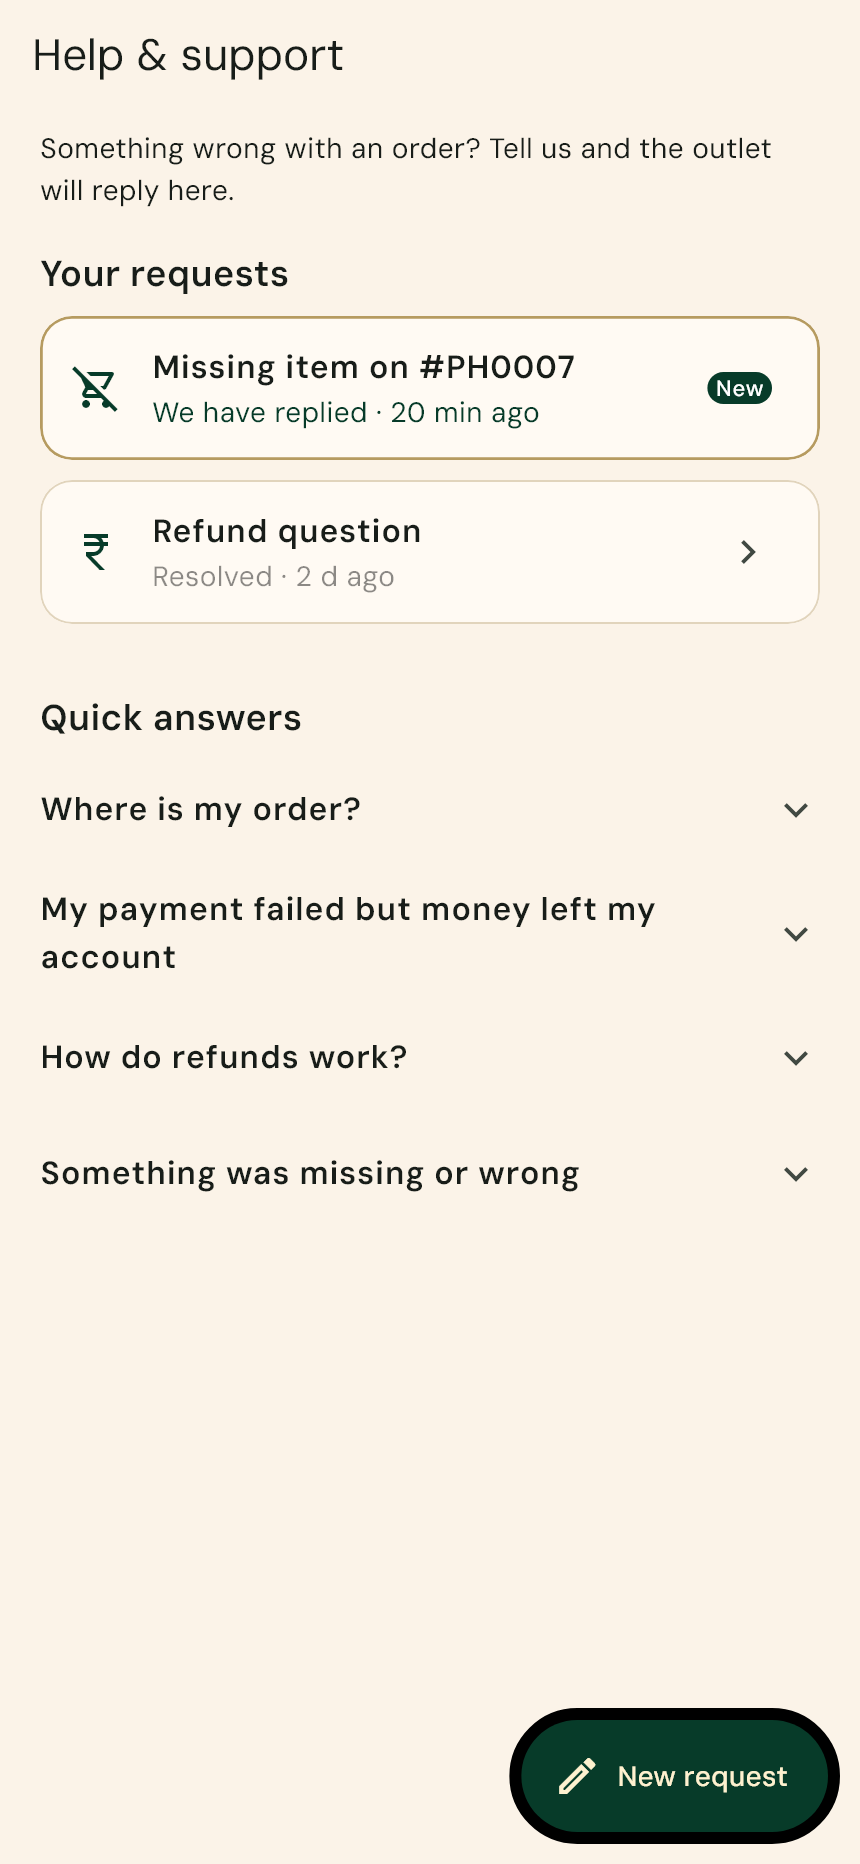 Help & support
Something wrong with an order? Tell us and the outlet
will reply here.
Your requests
Missing item on #PH0007
We have replied · 20 min ago
New
Refund question
Resolved · 2 d ago
Quick answers
Where is my order?
My payment failed but money left my
account
How do refunds work?
Something was missing or wrong
New request